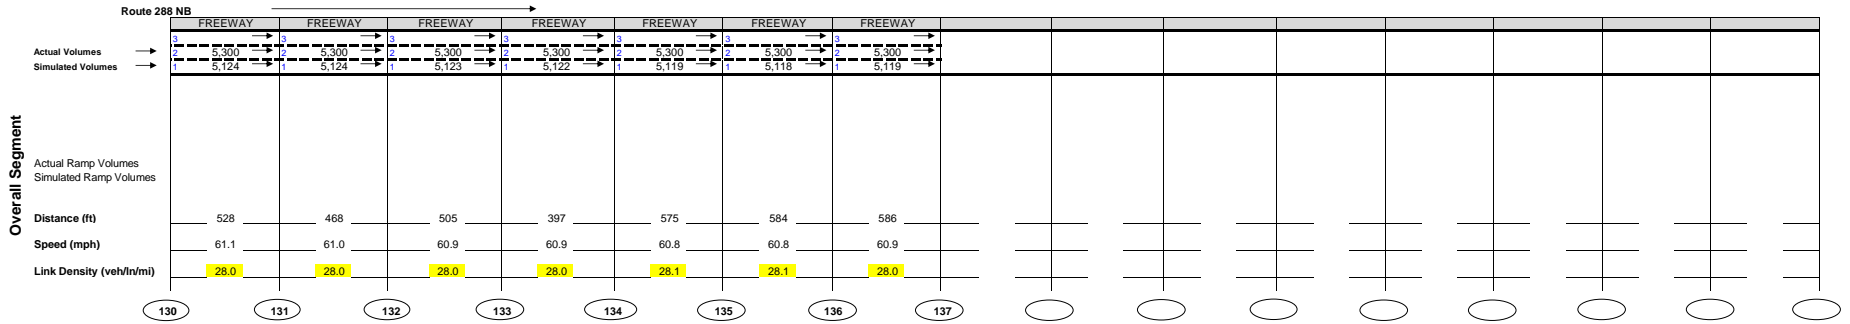 Route 288 NB
FREEWAY FREEWAY FREEWAY FREEWAY FREEWAY FREEWAY FREEWAY
3 3 3 3 3 3 3
Actual Volumes 2 5,300 2 5,300 2 5,300 2 5,300 2 5,300 2 5,300 2 5,300
Simulated Volumes 1 5,124 1 5,124 1 5,123 1 5,122 1 5,119 1 5,118 1 5,119
Overall Segment
Actual Ramp Volumes
Simulated Ramp Volumes
Distance (ft) 528 468 505 397 575 584 586
Speed (mph) 61.1 61.0 60.9 60.9 60.8 60.8 60.9
Link Density (veh/ln/mi) 28.0 28.0 28.0 28.0 28.1 28.1 28.0
130 131 132 133 134 135 136 137